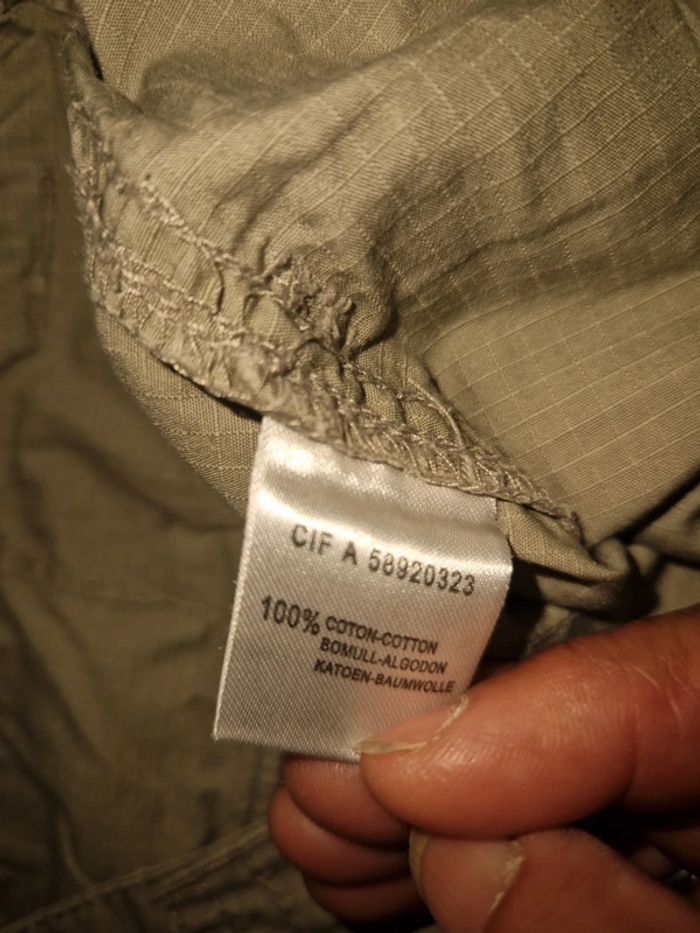 CIF A 58920323
100% COTON-COTTON
BOMULL-ALGODON
KATOEN-BAUMWOLLE